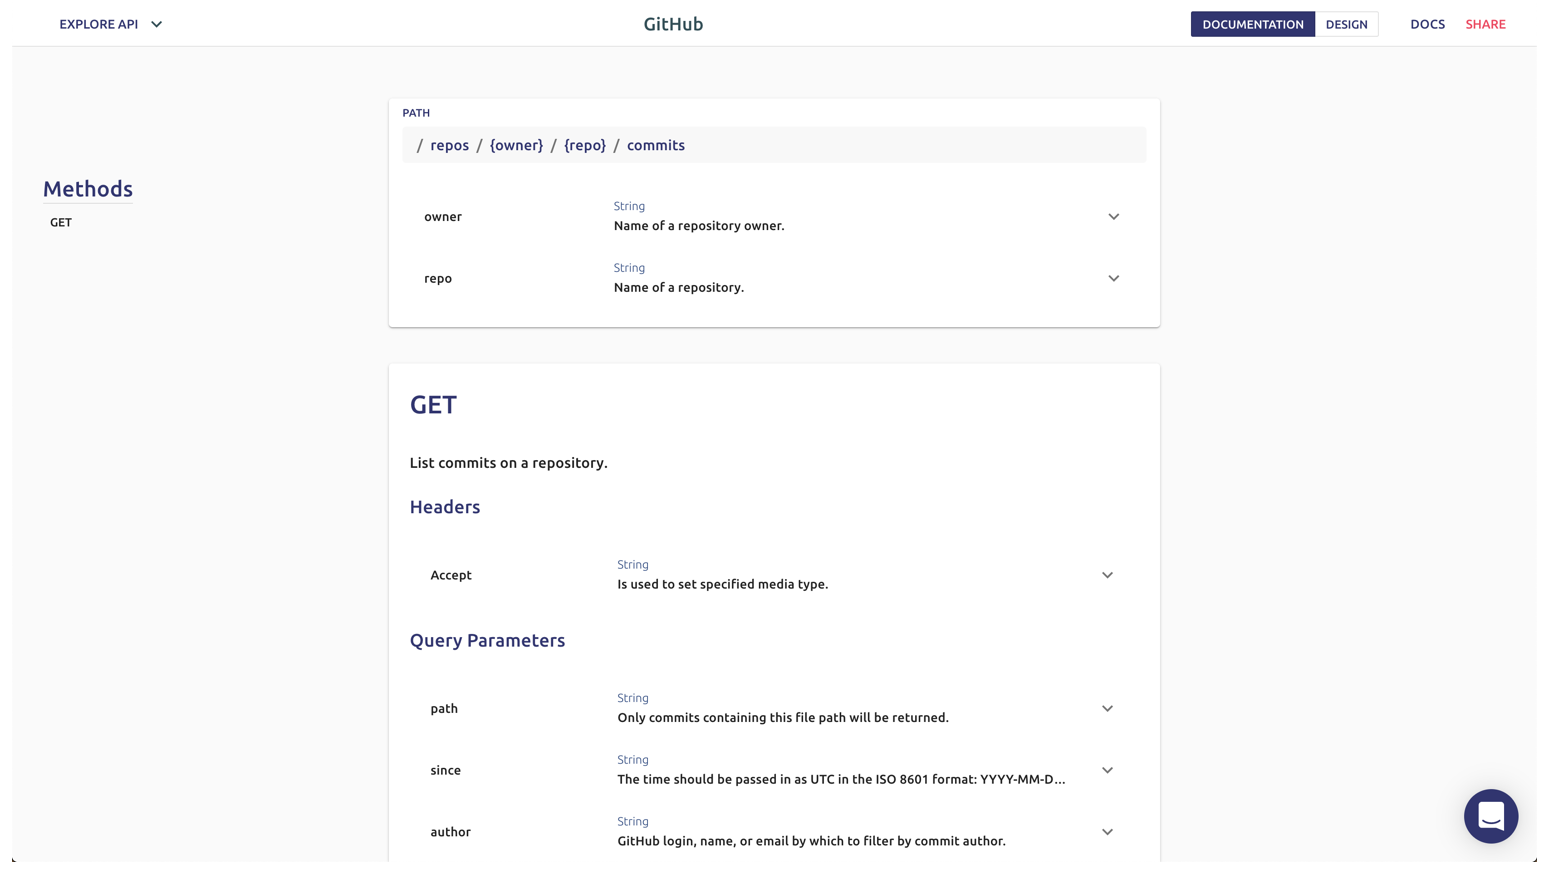 EXPLORE API
GitHub
DOCUMENTATION DESIGN
DOCS
SHARE
Methods
GET
PATH
/ repos / {owner} / {repo} / commits
owner
String
Name of a repository owner.
repo
String
Name of a repository.
GET
List commits on a repository.
Headers
Accept
String
Is used to set specified media type.
Query Parameters
path
String
Only commits containing this file path will be returned.
since
String
The time should be passed in as UTC in the ISO 8601 format: YYYY-MM-D...
author
String
GitHub login, name, or email by which to filter by commit author.